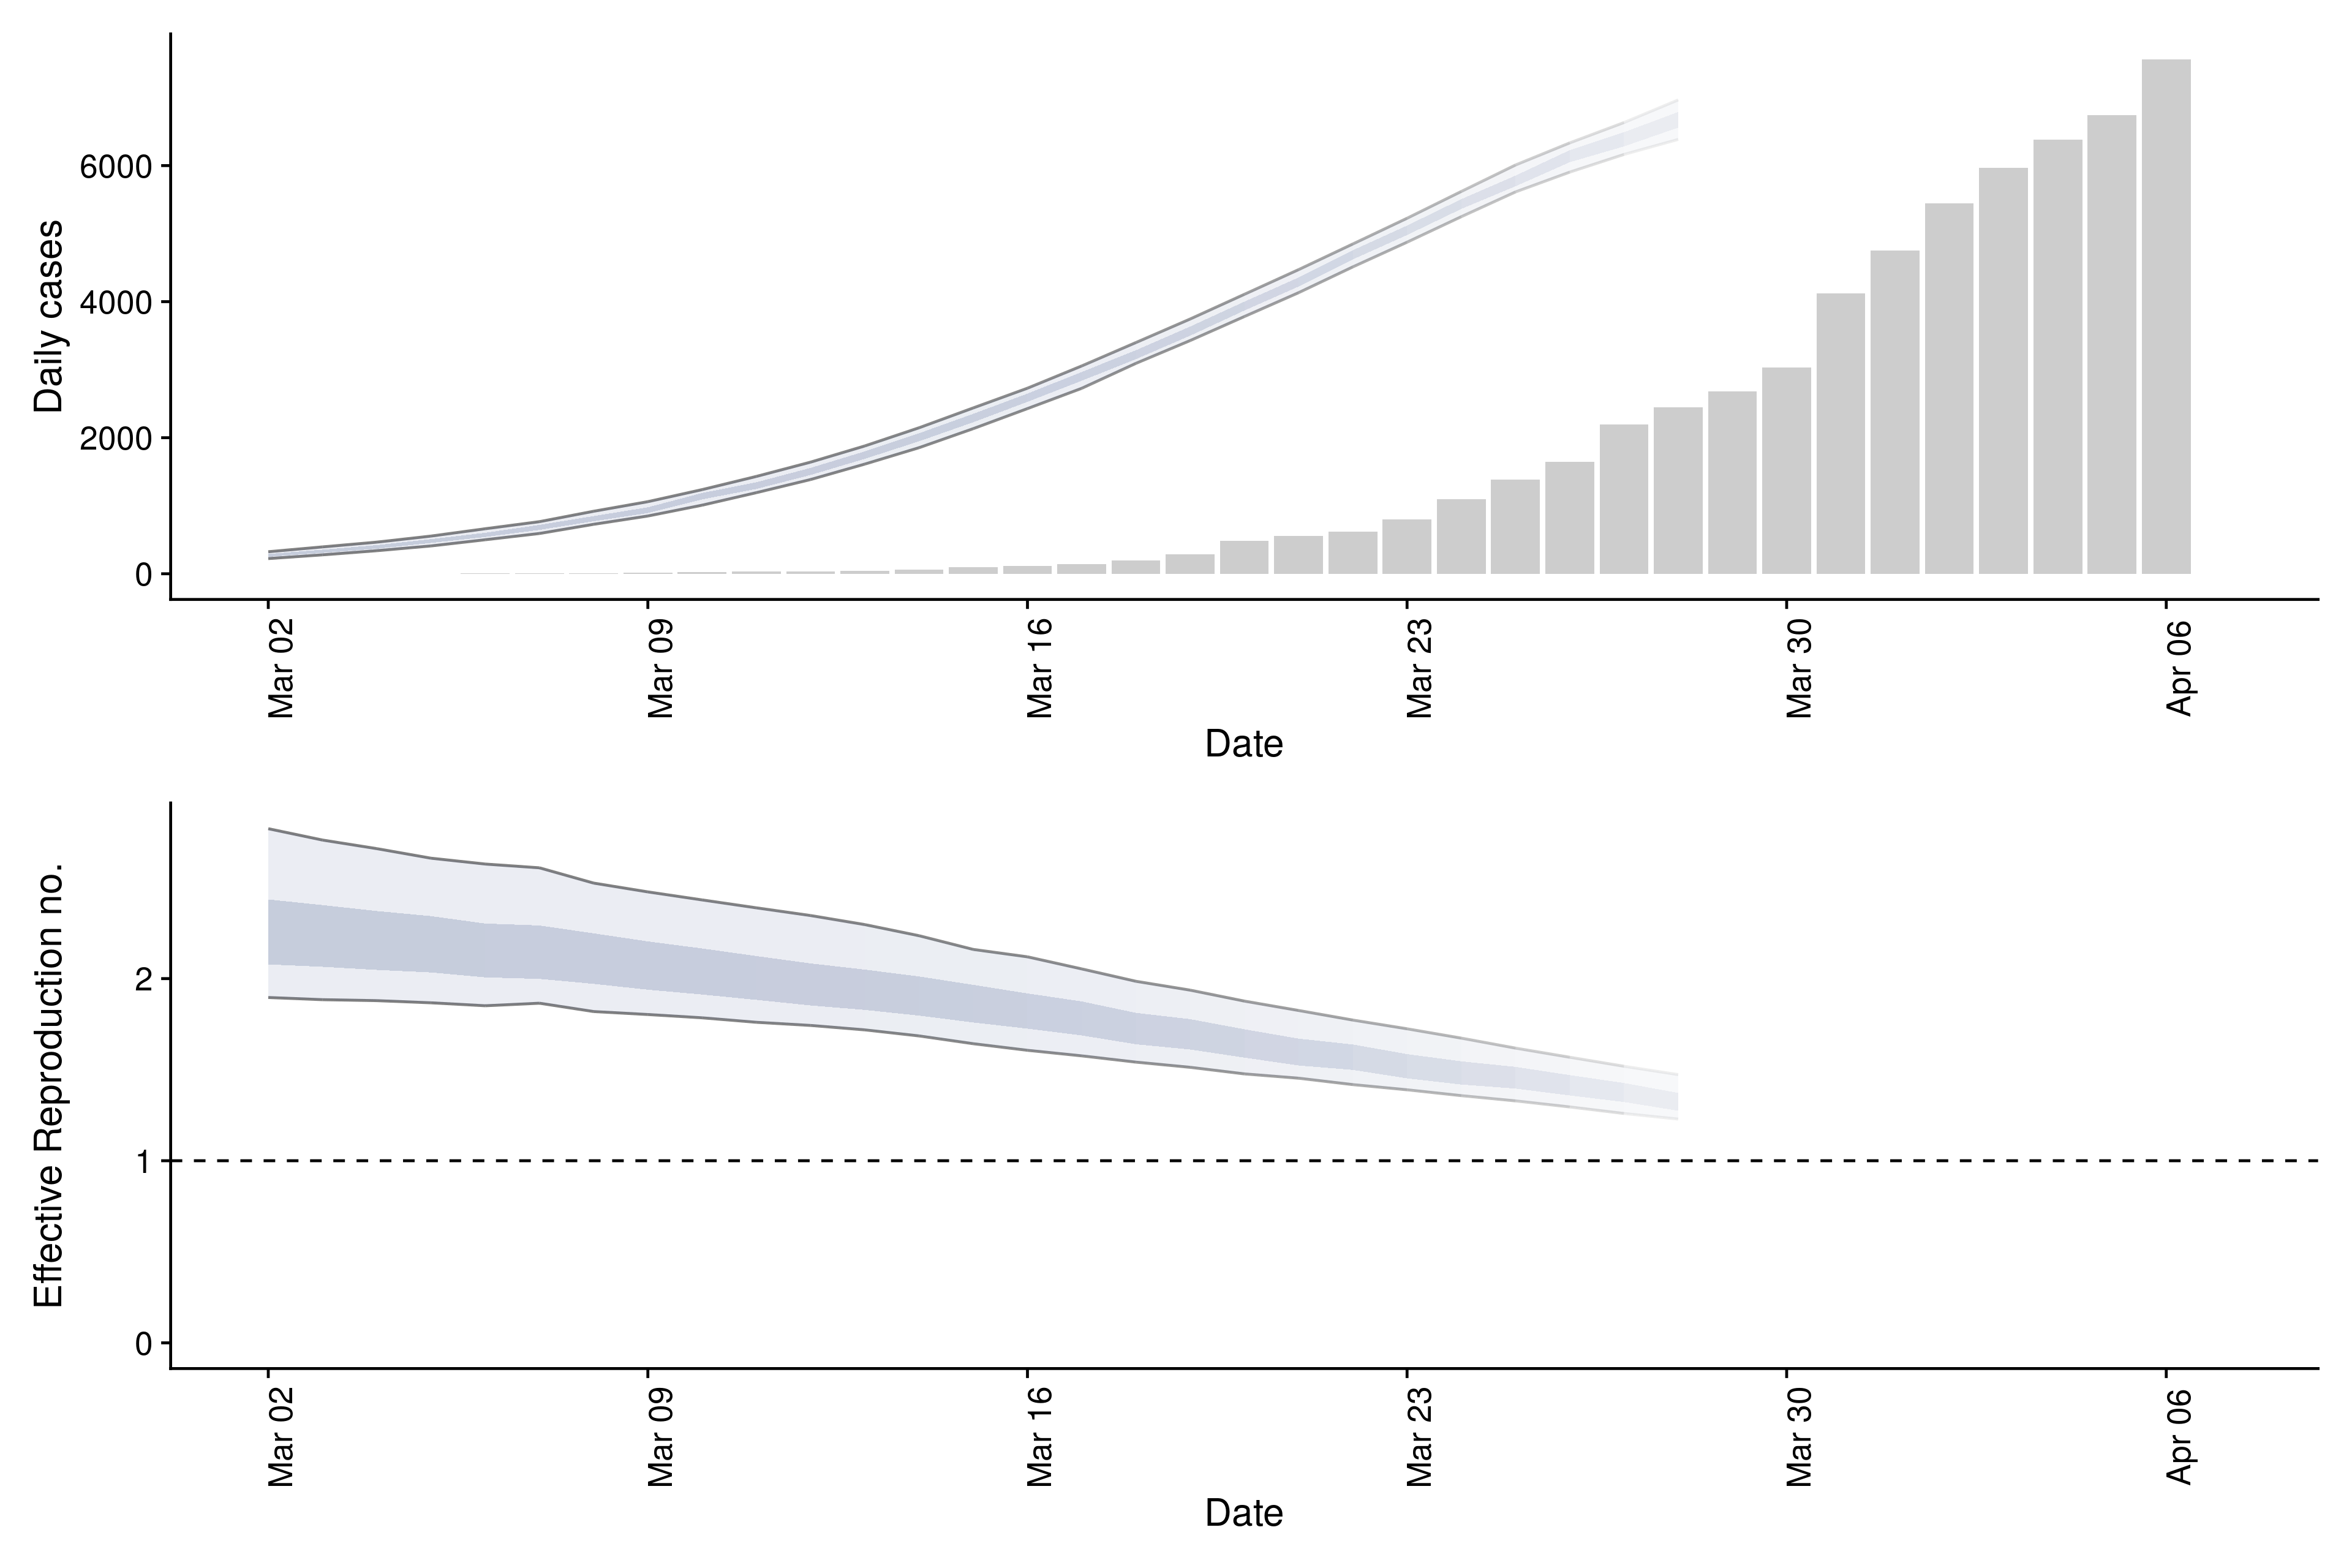 Daily cases
6000
4000
2000
0
Mar 02
Mar 09
Mar 16
Mar 23
Mar 30
Apr 06
Date
Effective Reproduction no.
2
1
0
Mar 02
Mar 09
Mar 16
Mar 23
Mar 30
Apr 06
Date